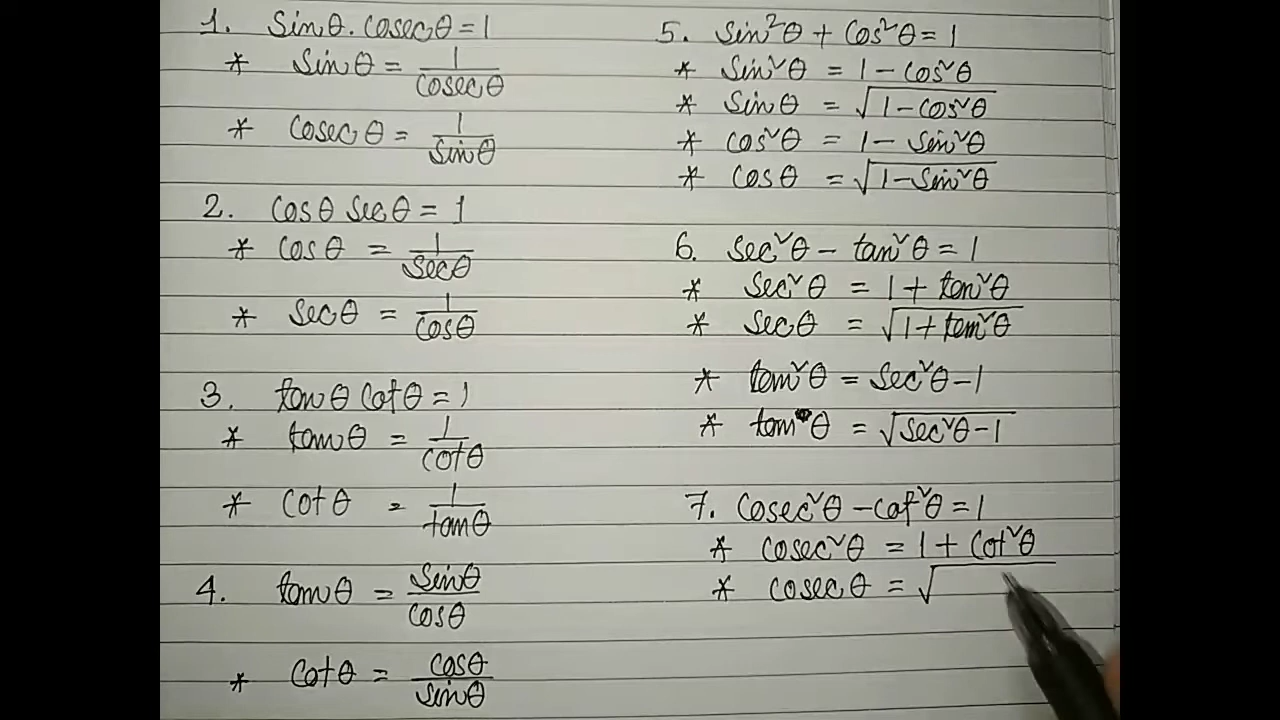 1. sinθ.cosecθ=1
* sinθ = 1/cosecθ
* cosecθ = 1/sinθ
2. cosθ secθ = 1
* cosθ = 1/secθ
* secθ = 1/cosθ
3. tanθ cotθ = 1
* tanθ = 1/cotθ
* cotθ = 1/tanθ
4. tanθ = sinθ/cosθ
* cotθ = cosθ/sinθ
5. sin²θ + cos²θ = 1
* sin²θ = 1 - cos²θ
* sinθ = √(1-cos²θ)
* cos²θ = 1 - sin²θ
* cosθ = √(1-sin²θ)
6. sec²θ - tan²θ = 1
* sec²θ = 1 + tan²θ
* secθ = √(1+tan²θ)
* tan²θ = sec²θ-1
* tanθ = √(sec²θ-1)
7. cosec²θ - cot²θ = 1
* cosec²θ = 1 + cot²θ
* cosecθ = √